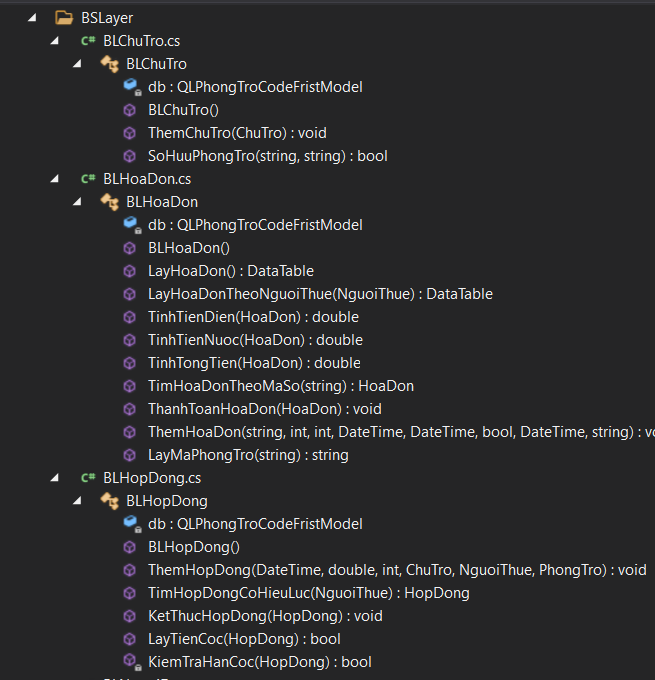 BSLayer
C# BLChuTro.cs
BLChuTro
db : QLPhongTroCodeFristModel
BLChuTro()
ThemChuTro(ChuTro) : void
SoHuuPhongTro(string, string) : bool
C# BLHoaDon.cs
BLHoaDon
db : QLPhongTroCodeFristModel
BLHoaDon()
LayHoaDon() : DataTable
LayHoaDonTheoNguoiThue(NguoiThue) : DataTable
TinhTienDien(HoaDon) : double
TinhTienNuoc(HoaDon) : double
TinhTongTien(HoaDon) : double
TimHoaDonTheoMaSo(string) : HoaDon
ThanhToanHoaDon(HoaDon) : void
ThemHoaDon(string, int, int, DateTime, DateTime, bool, DateTime, string) :
LayMaPhongTro(string) : string
C# BLHopDong.cs
BLHopDong
db : QLPhongTroCodeFristModel
BLHopDong()
ThemHopDong(DateTime, double, int, ChuTro, NguoiThue, PhongTro) : void
TimHopDongCoHieuLuc(NguoiThue) : HopDong
KetThucHopDong(HopDong) : void
LayTienCoc(HopDong) : bool
KiemTraHanCoc(HopDong) : bool